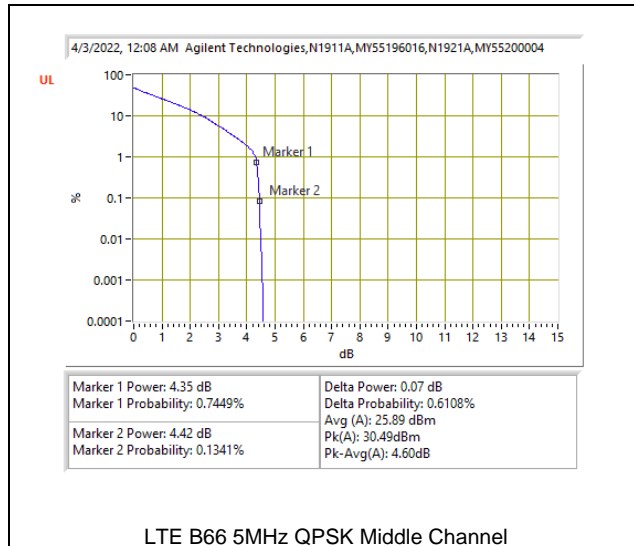 4/3/2022, 12:08 AM Agilent Technologies,N1911A,MY55196016,N1921A,MY55200004
UL
100
10
1
0.1
0.01
0.001
0.0001
%
Marker 1
Marker 2
0 1 2 3 4 5 6 7 8 9 10 11 12 13 14 15
dB
Marker 1 Power: 4.35 dB
Marker 1 Probability: 0.7449%
Marker 2 Power: 4.42 dB
Marker 2 Probability: 0.1341%
Delta Power: 0.07 dB
Delta Probability: 0.6108%
Avg (A): 25.89 dBm
Pk(A): 30.49dBm
Pk-Avg(A): 4.60dB
LTE B66 5MHz QPSK Middle Channel